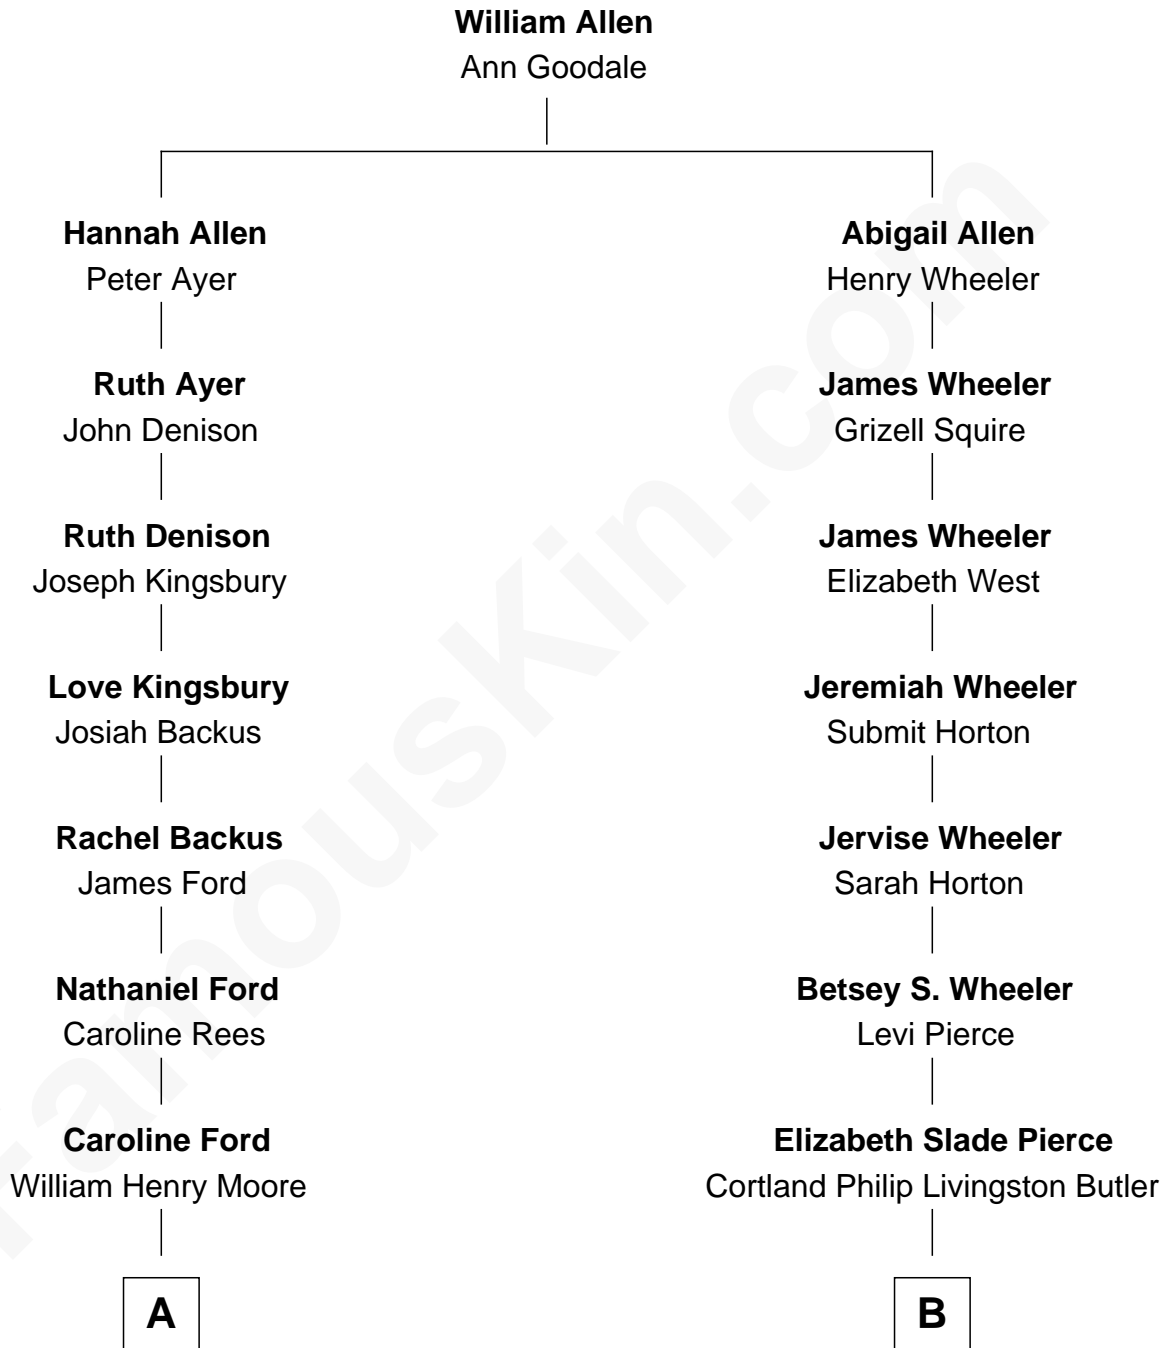 William Allen
Ann Goodale
Hannah Allen
Peter Ayer
Ruth Ayer
John Denison
Ruth Denison
Joseph Kingsbury
Love Kingsbury
Josiah Backus
Rachel Backus
James Ford
Nathaniel Ford
Caroline Rees
Caroline Ford
William Henry Moore
A
Abigail Allen
Henry Wheeler
James Wheeler
Grizell Squire
James Wheeler
Elizabeth West
Jeremiah Wheeler
Submit Horton
Jervise Wheeler
Sarah Horton
Betsey S. Wheeler
Levi Pierce
Elizabeth Slade Pierce
Cortland Philip Livingston Butler
B
FamousKin.com